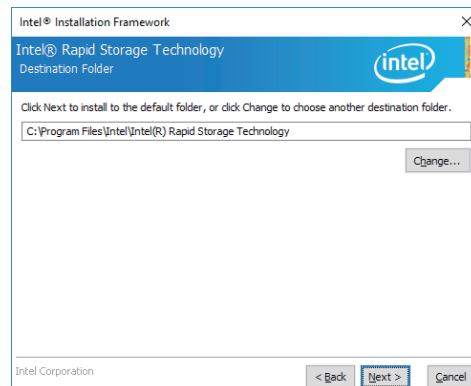 Intel® Installation Framework
Intel® Rapid Storage Technology
Destination Folder
intel
Click Next to install to the default folder, or click Change to choose another destination folder.
C:\Program Files\Intel\Intel(R) Rapid Storage Technology
Change...
Intel Corporation
< Back Next > Cancel